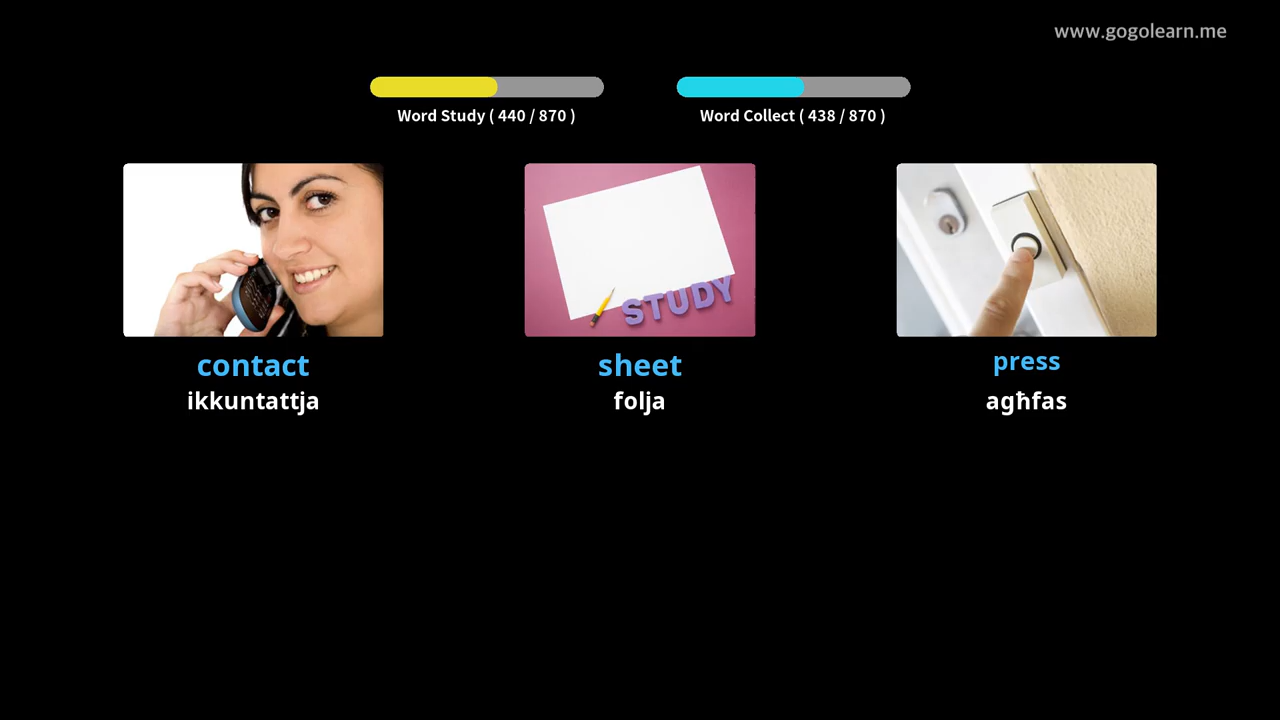 www.gogolearn.me
Word Study ( 440 / 870 )
Word Collect ( 438 / 870 )
STUDY
contact
sheet
press
ikkuntattja
folja
agħfas